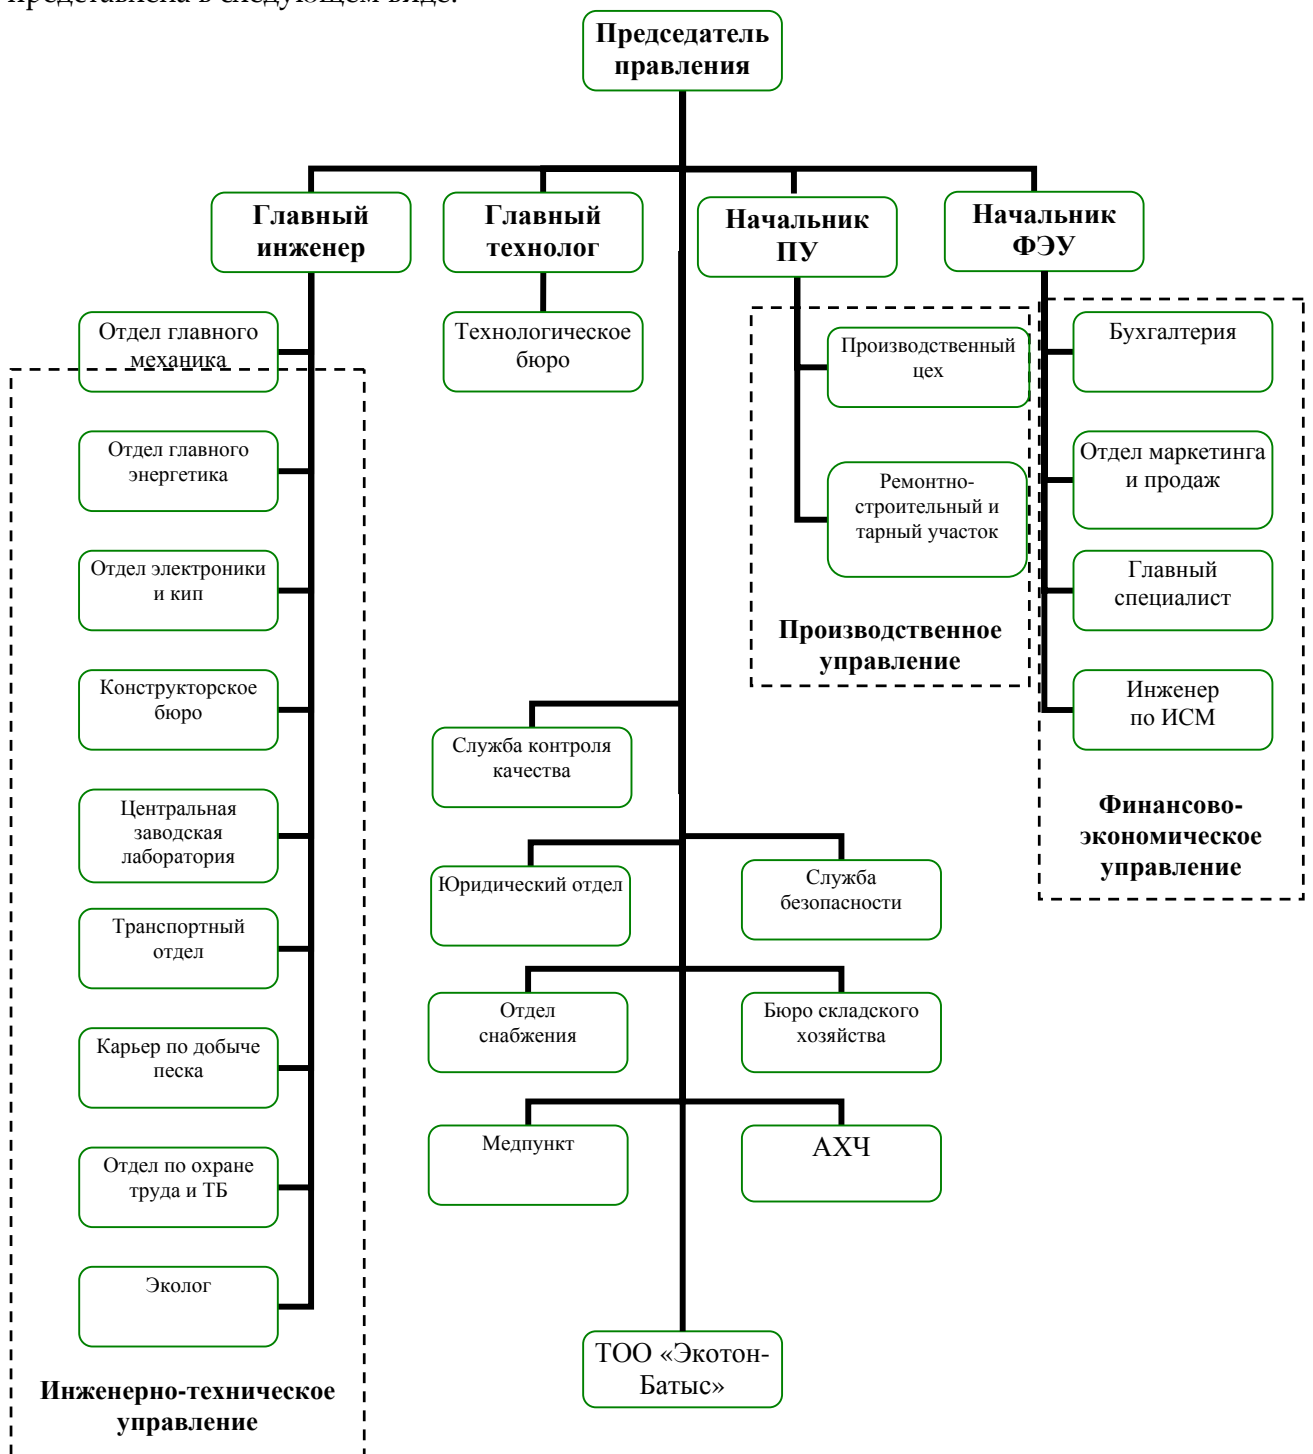 представлена в следующем виде:
Председатель
правления
Главный
инженер
Главный
технолог
Начальник
ПУ
Начальник
ФЭУ
Отдел главного
механика
Отдел главного
энергетика
Отдел электроники
и кип
Конструкторское
бюро
Центральная
заводская
лаборатория
Транспортный
отдел
Карьер по добыче
песка
Отдел по охране
труда и ТБ
Эколог
Инженерно-техническое
управление
Технологическое
бюро
Производственный
цех
Ремонтно-
строительный и
тарный участок
Производственное
управление
Бухгалтерия
Отдел маркетинга
и продаж
Главный
специалист
Инженер
по ИСМ
Финансово-
экономическое
управление
Служба контроля
качества
Юридический отдел
Служба
безопасности
Отдел
снабжения
Бюро складского
хозяйства
Медпункт
АХЧ
ТОО «Экотон-
Батыс»